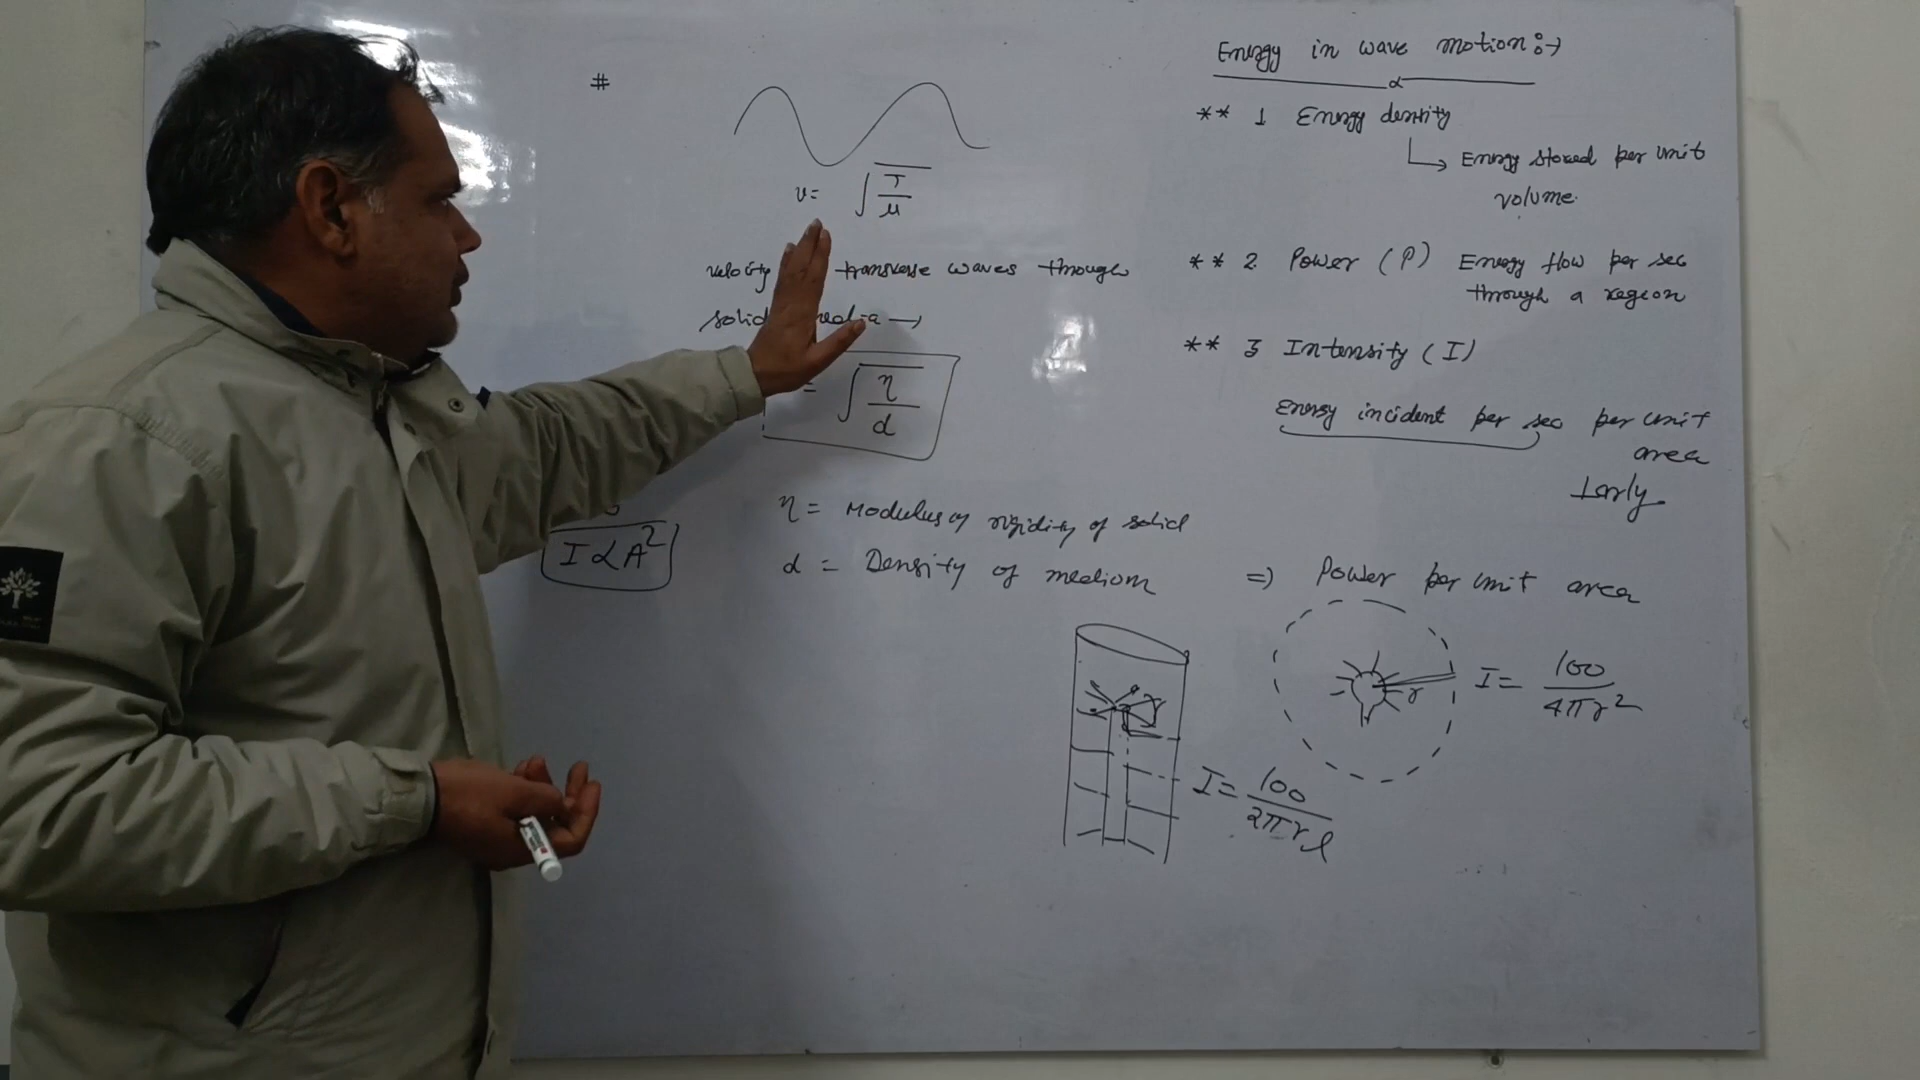 #
v= √T/μ
velocity transverse waves through
solid media →
= √η/d
I ∝ A²
η = Modulus of rigidity of solid
d = Density of medium
Energy in wave motion:→
** 1 Energy density
↳ Energy stored per unit
volume.
** 2. Power (P) Energy flow per sec
through a region
** 3 Intensity (I)
Energy incident per sec per unit
area
⊥arly.
⇒ Power per unit area
r
I = 100/4πr²
r
I = 100/2πrl